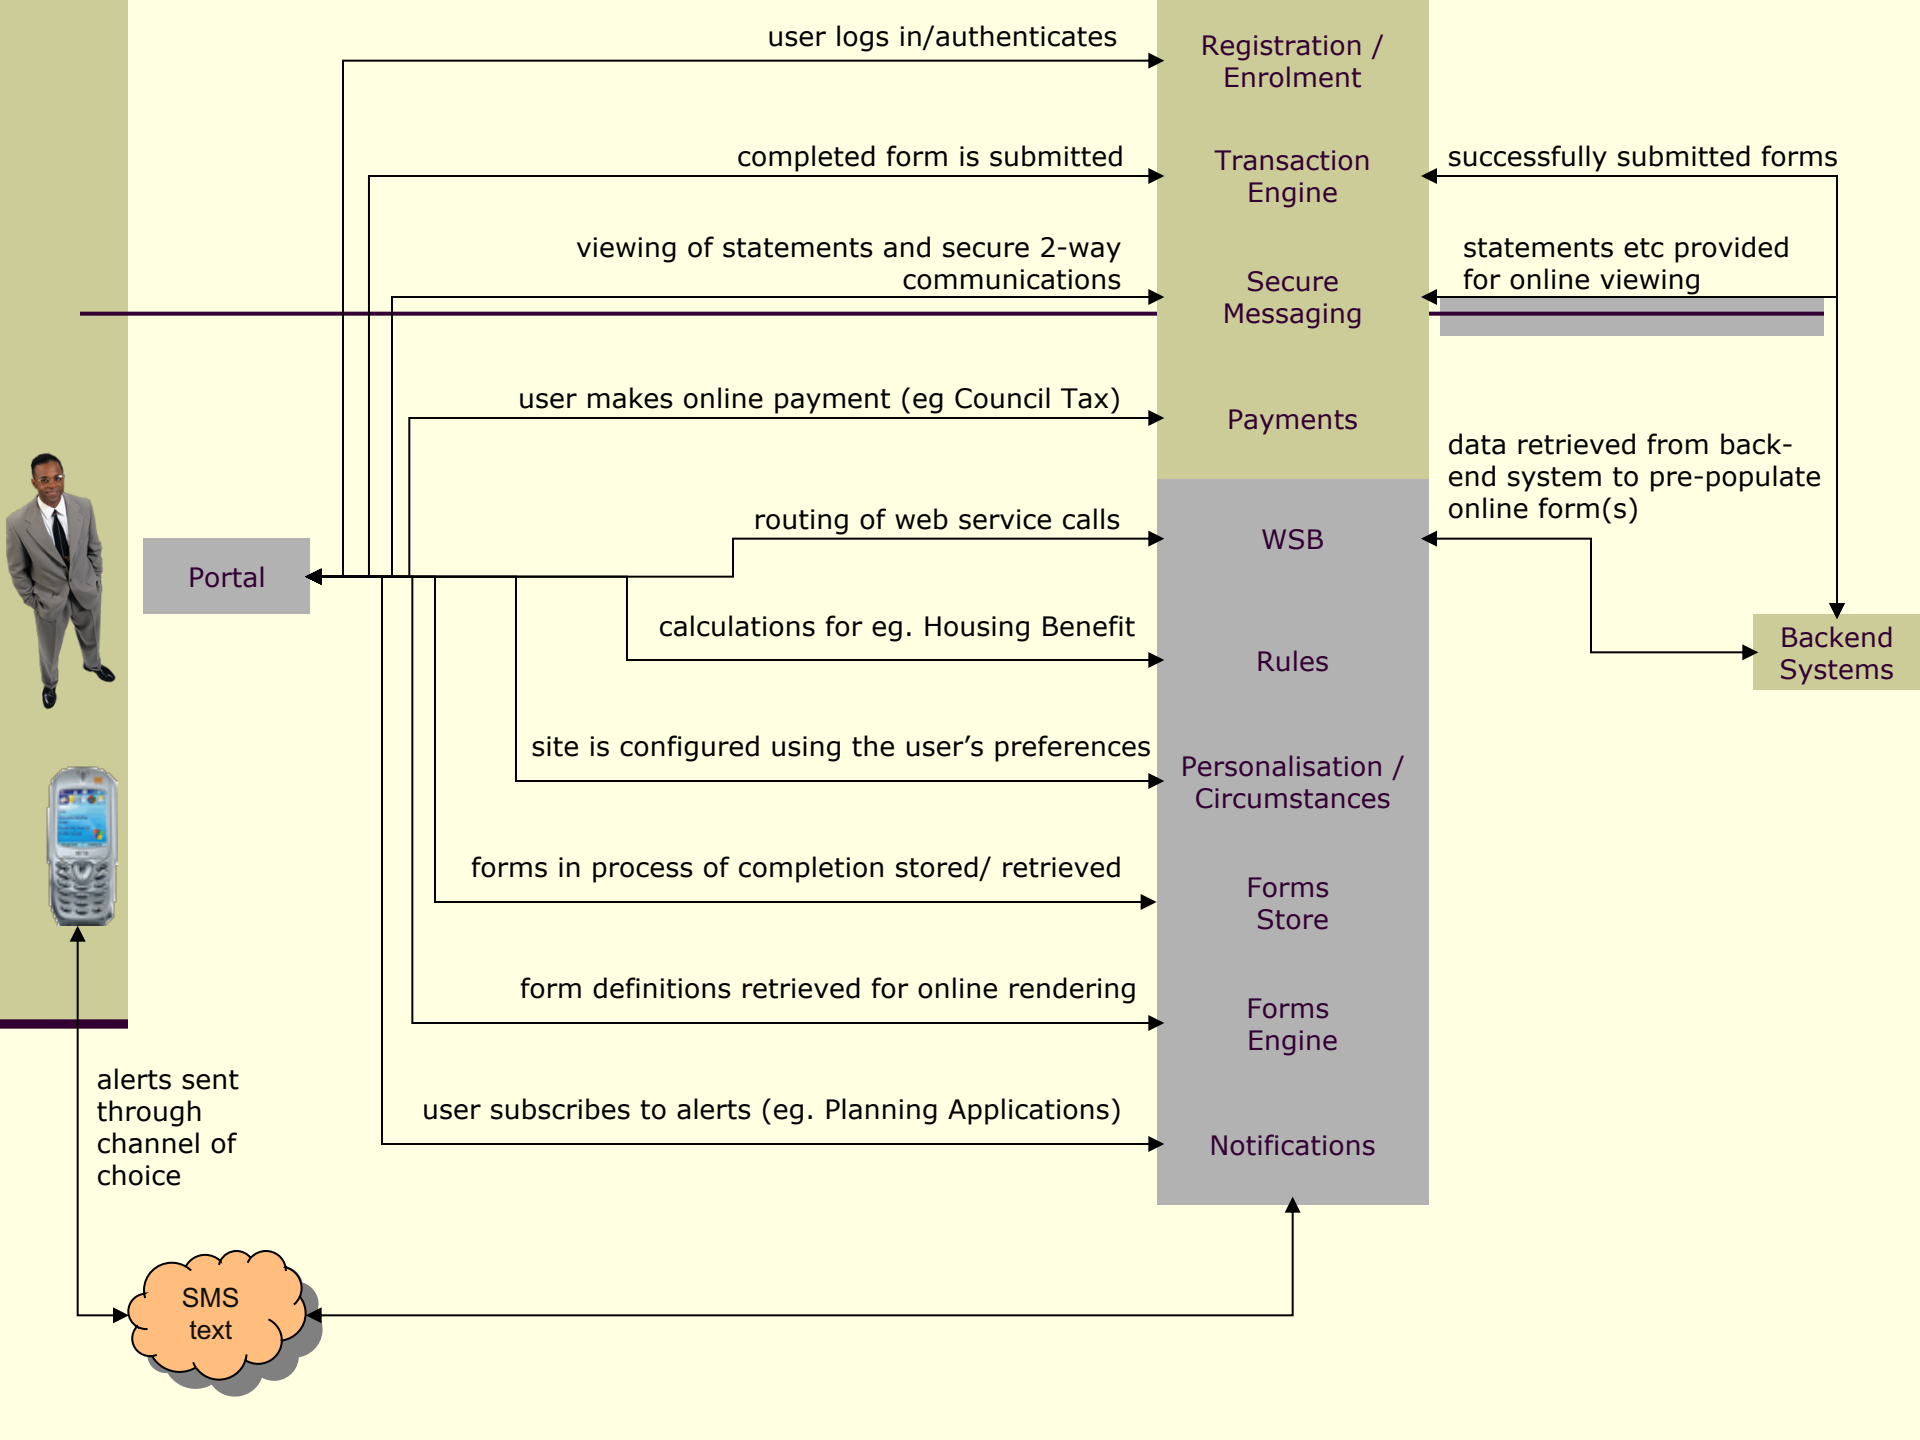 user logs in/authenticates
Registration /
Enrolment
completed form is submitted
Transaction
Engine
successfully submitted forms
viewing of statements and secure 2-way
communications
Secure
Messaging
statements etc provided
for online viewing
user makes online payment (eg Council Tax)
Payments
data retrieved from back-
end system to pre-populate
online form(s)
routing of web service calls
WSB
Portal
calculations for eg. Housing Benefit
Rules
Backend
Systems
site is configured using the user’s preferences
Personalisation /
Circumstances
forms in process of completion stored/ retrieved
Forms
Store
form definitions retrieved for online rendering
Forms
Engine
alerts sent
through
channel of
choice
user subscribes to alerts (eg. Planning Applications)
Notifications
SMS
text